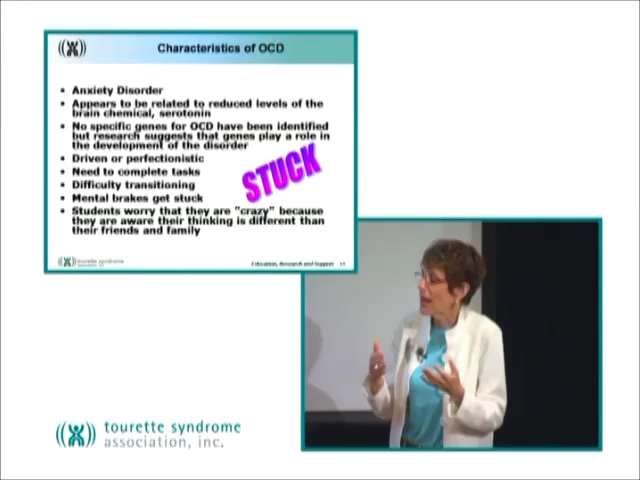 Characteristics of OCD
Anxiety Disorder
Appears to be related to reduced levels of the
brain chemical, serotonin
No specific genes for OCD have been identified
but research suggests that genes play a role in
the development of the disorder
Driven or perfectionistic
Need to complete tasks
Difficulty transitioning
Mental brakes get stuck
Students worry that they are "crazy" because
they are aware their thinking is different than
their friends and family
STUCK
tourette syndrome
Education, Research and Support
tourette syndrome
association, inc.